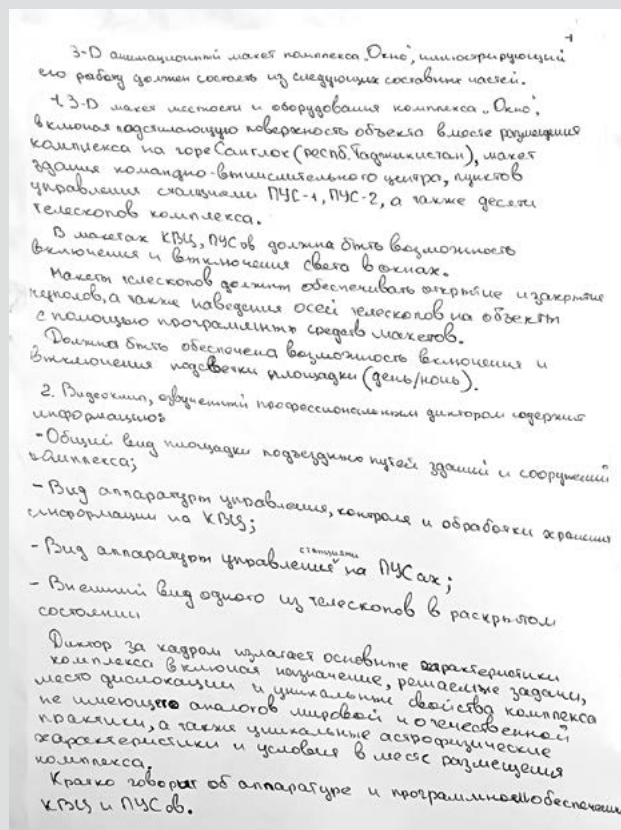 -1
3-D анимационный макет комплекса „Окно", иллюстрирующий
его работу должен состоять из следующих составных частей.
1. 3-D макет местности и оборудования комплекса „Окно",
включая подстилающую поверхность объекта в месте размещения
комплекса на горе Санглок (респб. Таджикистан), макет
здания командно-вычислительного центра, пунктов
управления станциями ПУС-1, ПУС-2, а также десяти
телескопов комплекса.
В макетах КВЦ, ПУСов должна быть возможность
включения и выключения света в окнах.
Макеты телескопов должны обеспечивать открытие и закрытие
куполов, а также наведения осей телескопов на объекты
с помощью программных средств макетов.
Должна быть обеспечена возможность включения и
выключения подсветки площадки (день/ночь).
2. Видеоклип, озвученный профессиональным диктором содержит
информацию:
- Общий вид площадки подъездных путей зданий и сооружений
комплекса;
- Вид аппаратуры управления, контроля и обработки хранения
информации на КВЦ;
- Вид аппаратуры управления станциями на ПУСах;
- Внешний вид одного из телескопов в раскрытом
состоянии
Диктор за кадром излагает основные характеристики
комплекса включая назначение, решаемые задачи,
место дислокации и уникальные свойства комплекса
не имеющего аналогов мировой и отечественной
практики, а также уникальные астрофизические
характеристики и условия в месте размещения
комплекса.
Кратко говорят об аппаратуре и программном обеспечении
КВЦ и ПУСов.